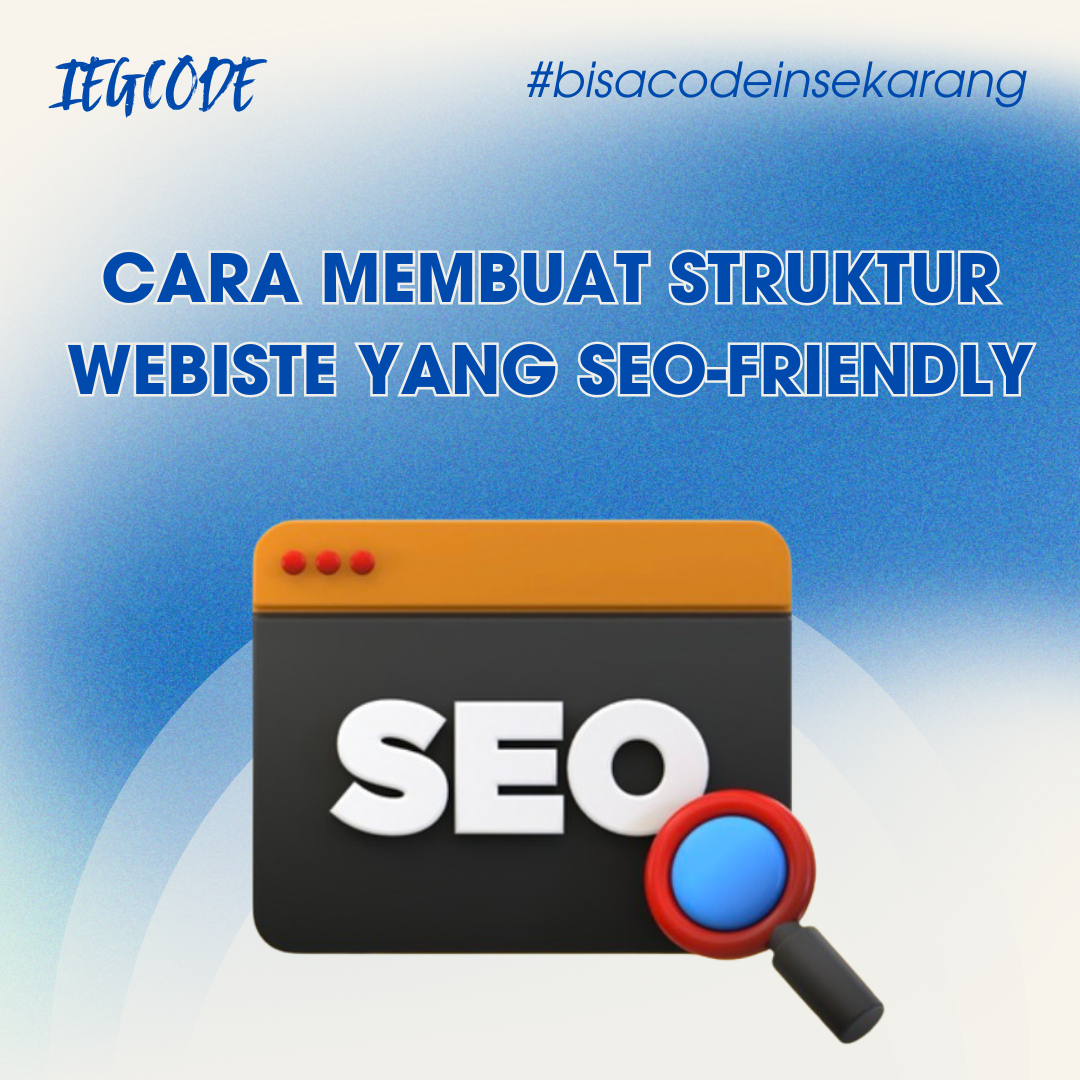 IEGCODE
#bisacodeinsekarang
CARA MEMBUAT STRUKTUR
WEBISTE YANG SEO-FRIENDLY
SEO